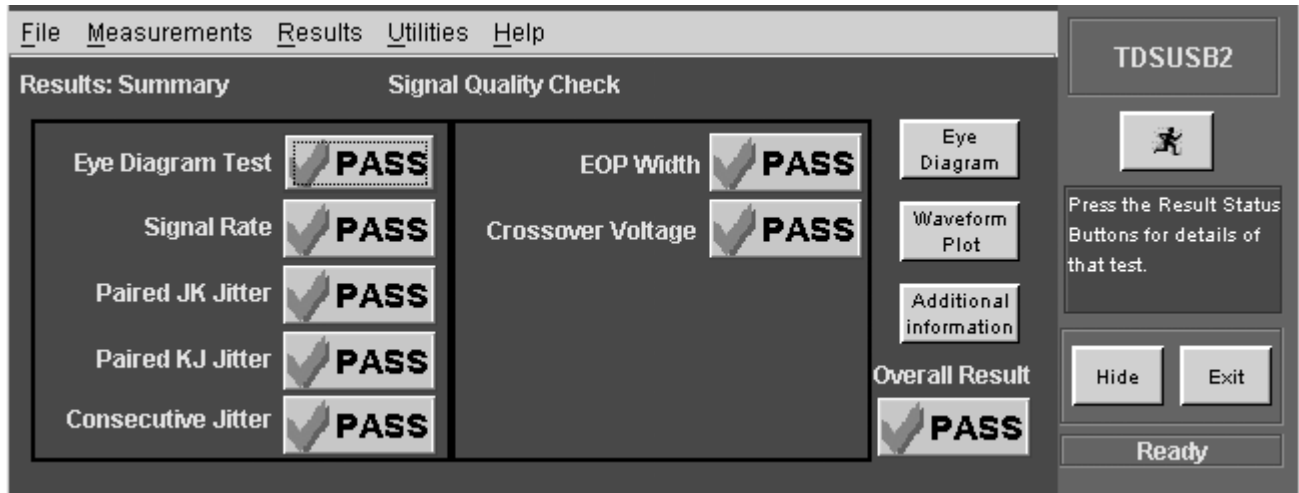 File Measurements Results Utilities Help
TDSUSB2
Results: Summary Signal Quality Check
Eye Diagram Test PASS
Signal Rate PASS
Paired JK Jitter PASS
Paired KJ Jitter PASS
Consecutive Jitter PASS
EOP Width PASS
Crossover Voltage PASS
Eye
Diagram
Waveform
Plot
Additional
information
Overall Result
PASS
Press the Result Status
Buttons for details of
that test.
Hide Exit
Ready